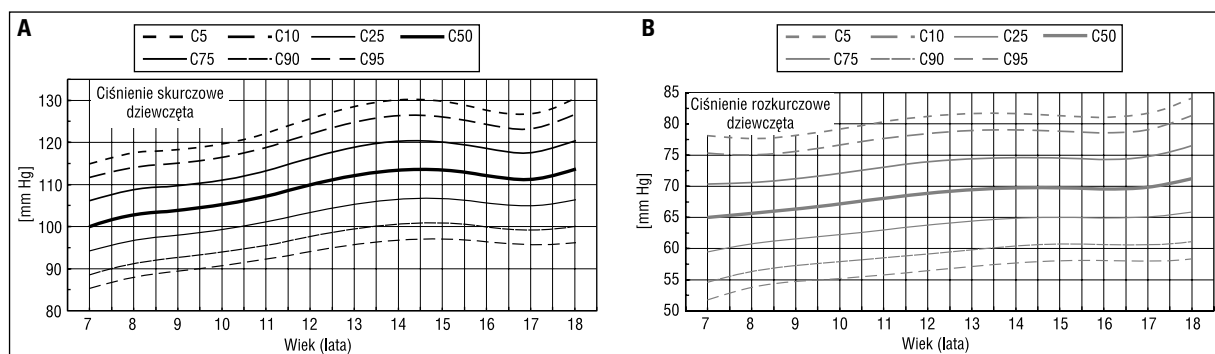 A
C5 C10 C25 C50
C75 C90 C95
Ciśnienie skurczowe
dziewczęta
[mm Hg]
130
120
110
100
90
80
7 8 9 10 11 12 13 14 15 16 17 18
Wiek (lata)
B
C5 C10 C25 C50
C75 C90 C95
Ciśnienie rozkurczowe
dziewczęta
[mm Hg]
85
80
75
70
65
60
55
50
7 8 9 10 11 12 13 14 15 16 17 18
Wiek (lata)